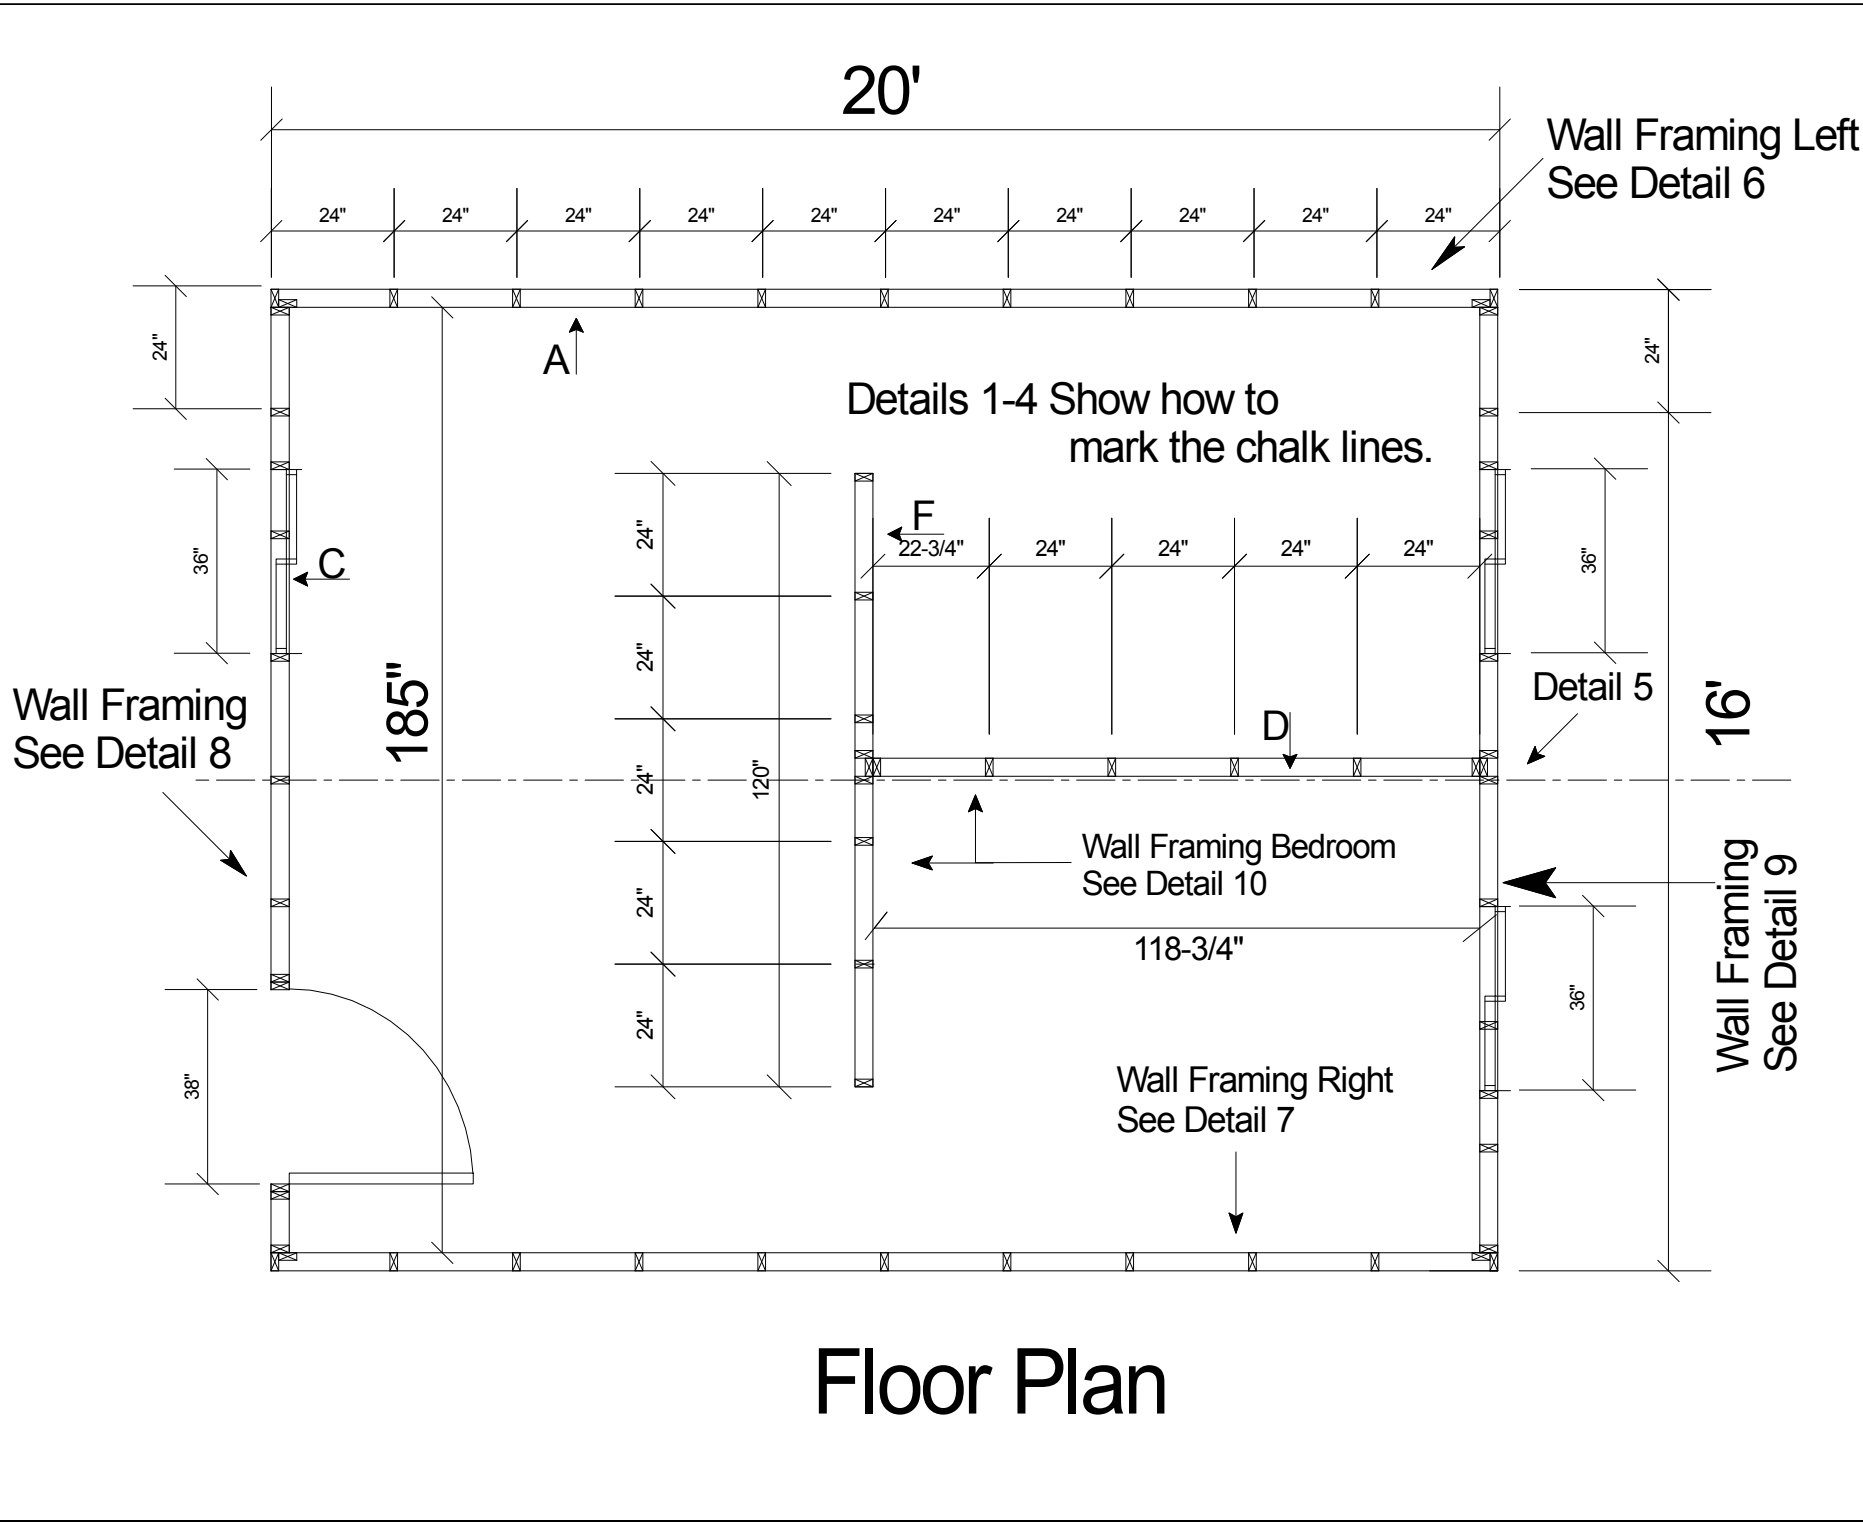 20'
Wall Framing Left
See Detail 6
24" 24" 24" 24" 24" 24" 24" 24" 24" 24"
24"
24"
A
Details 1-4 Show how to
mark the chalk lines.
F
22-3/4" 24" 24" 24" 24"
36"
C
24"
24"
24"
24"
24"
120"
36"
185"
Wall Framing
See Detail 8
D
Detail 5
16'
Wall Framing Bedroom
See Detail 10
118-3/4"
Wall Framing
See Detail 9
36"
38"
Wall Framing Right
See Detail 7
Floor Plan